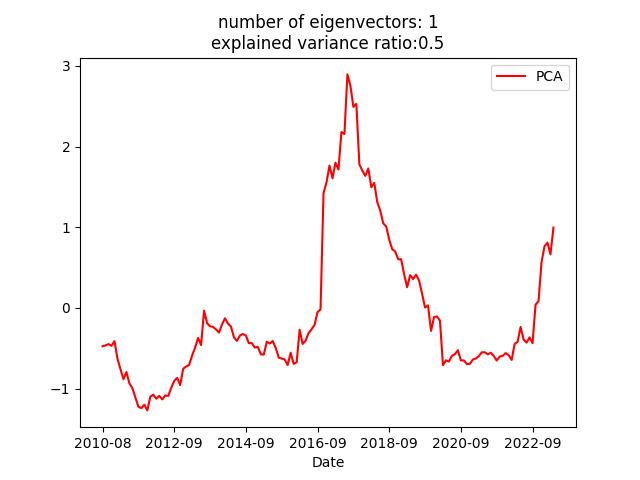 number of eigenvectors: 1
explained variance ratio:0.5
PCA
3
2
1
0
−1
2010-08 2012-09 2014-09 2016-09 2018-09 2020-09 2022-09
Date